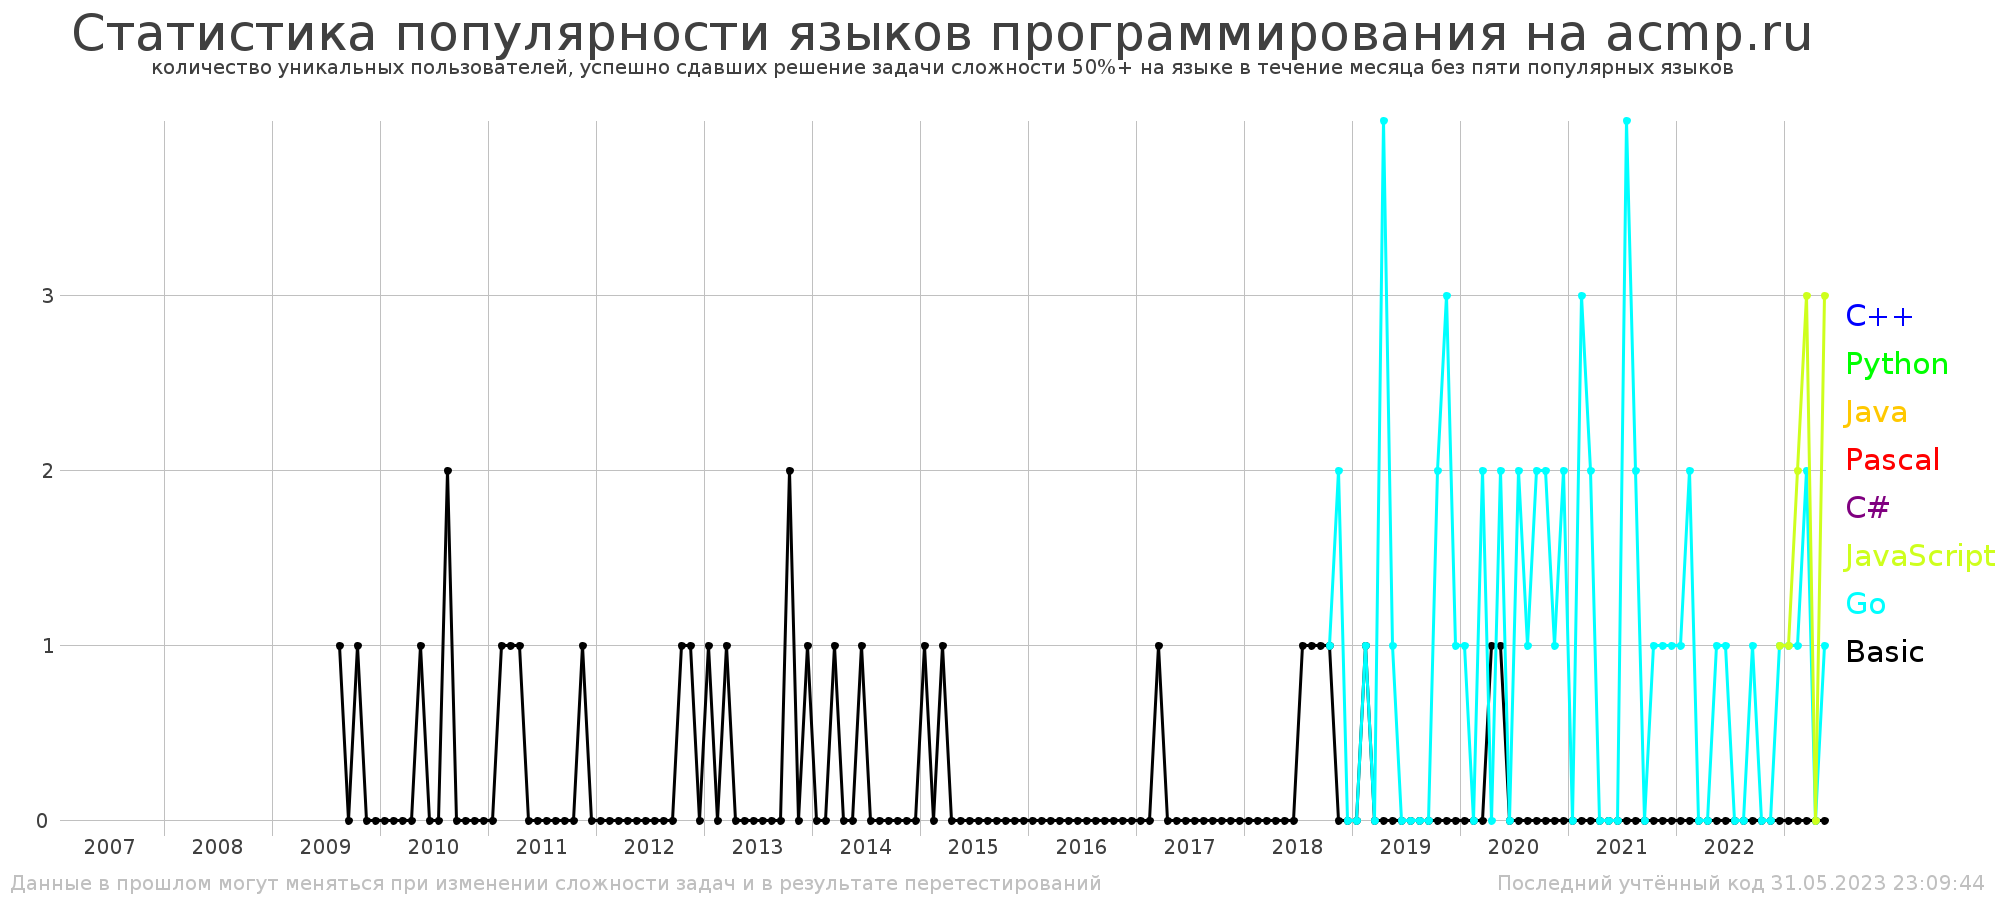 Статистика популярности языков программирования на acmp.ru
количество уникальных пользователей, успешно сдавших решение задачи сложности 50%+ на языке в течение месяца без пяти популярных языков
3
2
1
0
C++
Python
Java
Pascal
C#
JavaScript
Go
Basic
2007 2008 2009 2010 2011 2012 2013 2014 2015 2016 2017 2018 2019 2020 2021 2022
Данные в прошлом могут меняться при изменении сложности задач и в результате перетестирований
Последний учтённый код 31.05.2023 23:09:44